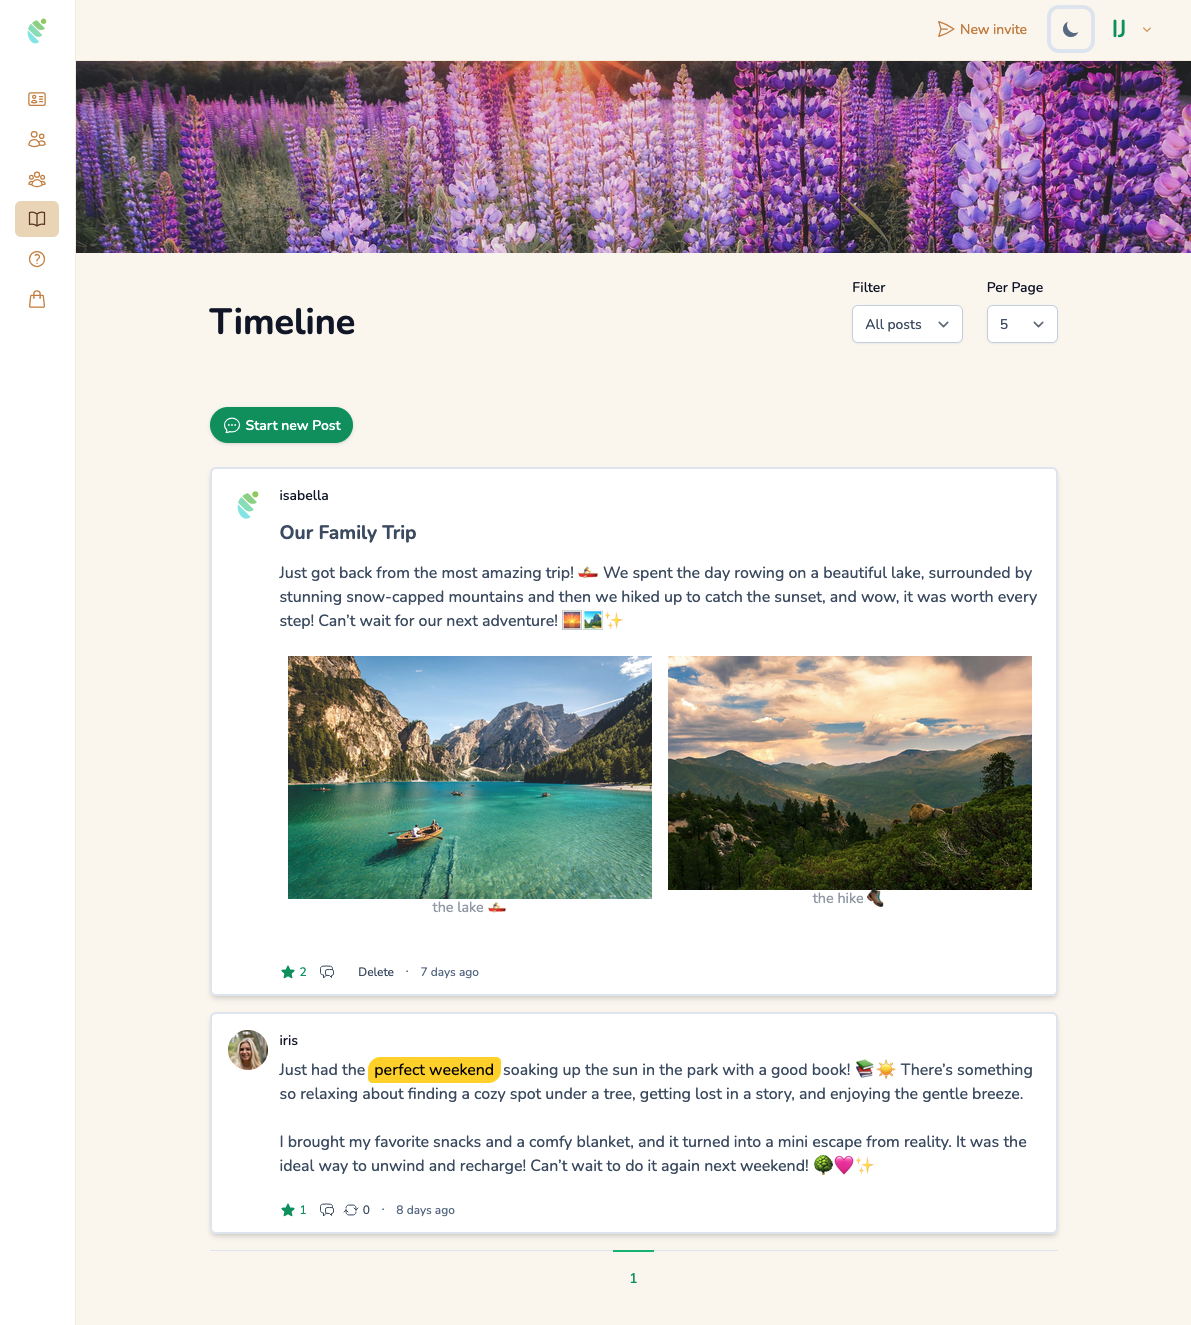 New invite
IJ
Filter
Per Page
Timeline
All posts
5
Start new Post
isabella
Our Family Trip
Just got back from the most amazing trip! 🚣 We spent the day rowing on a beautiful lake, surrounded by
stunning snow-capped mountains and then we hiked up to catch the sunset, and wow, it was worth every
step! Can't wait for our next adventure! 🌅🏞️✨
the lake 🚣
the hike 🥾
2
Delete · 7 days ago
iris
Just had the perfect weekend soaking up the sun in the park with a good book! 📚☀️ There's something
so relaxing about finding a cozy spot under a tree, getting lost in a story, and enjoying the gentle breeze.
I brought my favorite snacks and a comfy blanket, and it turned into a mini escape from reality. It was the
ideal way to unwind and recharge! Can't wait to do it again next weekend! 🌳💖✨
1
0 · 8 days ago
1